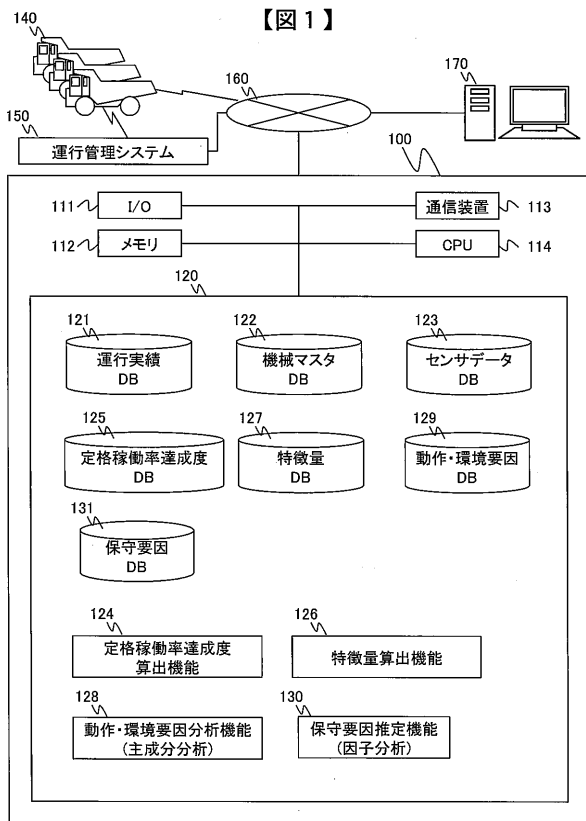 【図1】
140
160
170
150
運行管理システム
100
111
I/O
通信装置
113
112
メモリ
CPU
114
120
121
運行実績
DB
122
機械マスタ
DB
123
センサデータ
DB
125
定格稼働率達成度
DB
127
特徴量
DB
129
動作・環境要因
DB
131
保守要因
DB
124
定格稼働率達成度
算出機能
126
特徴量算出機能
128
動作・環境要因分析機能
(主成分分析)
130
保守要因推定機能
(因子分析)